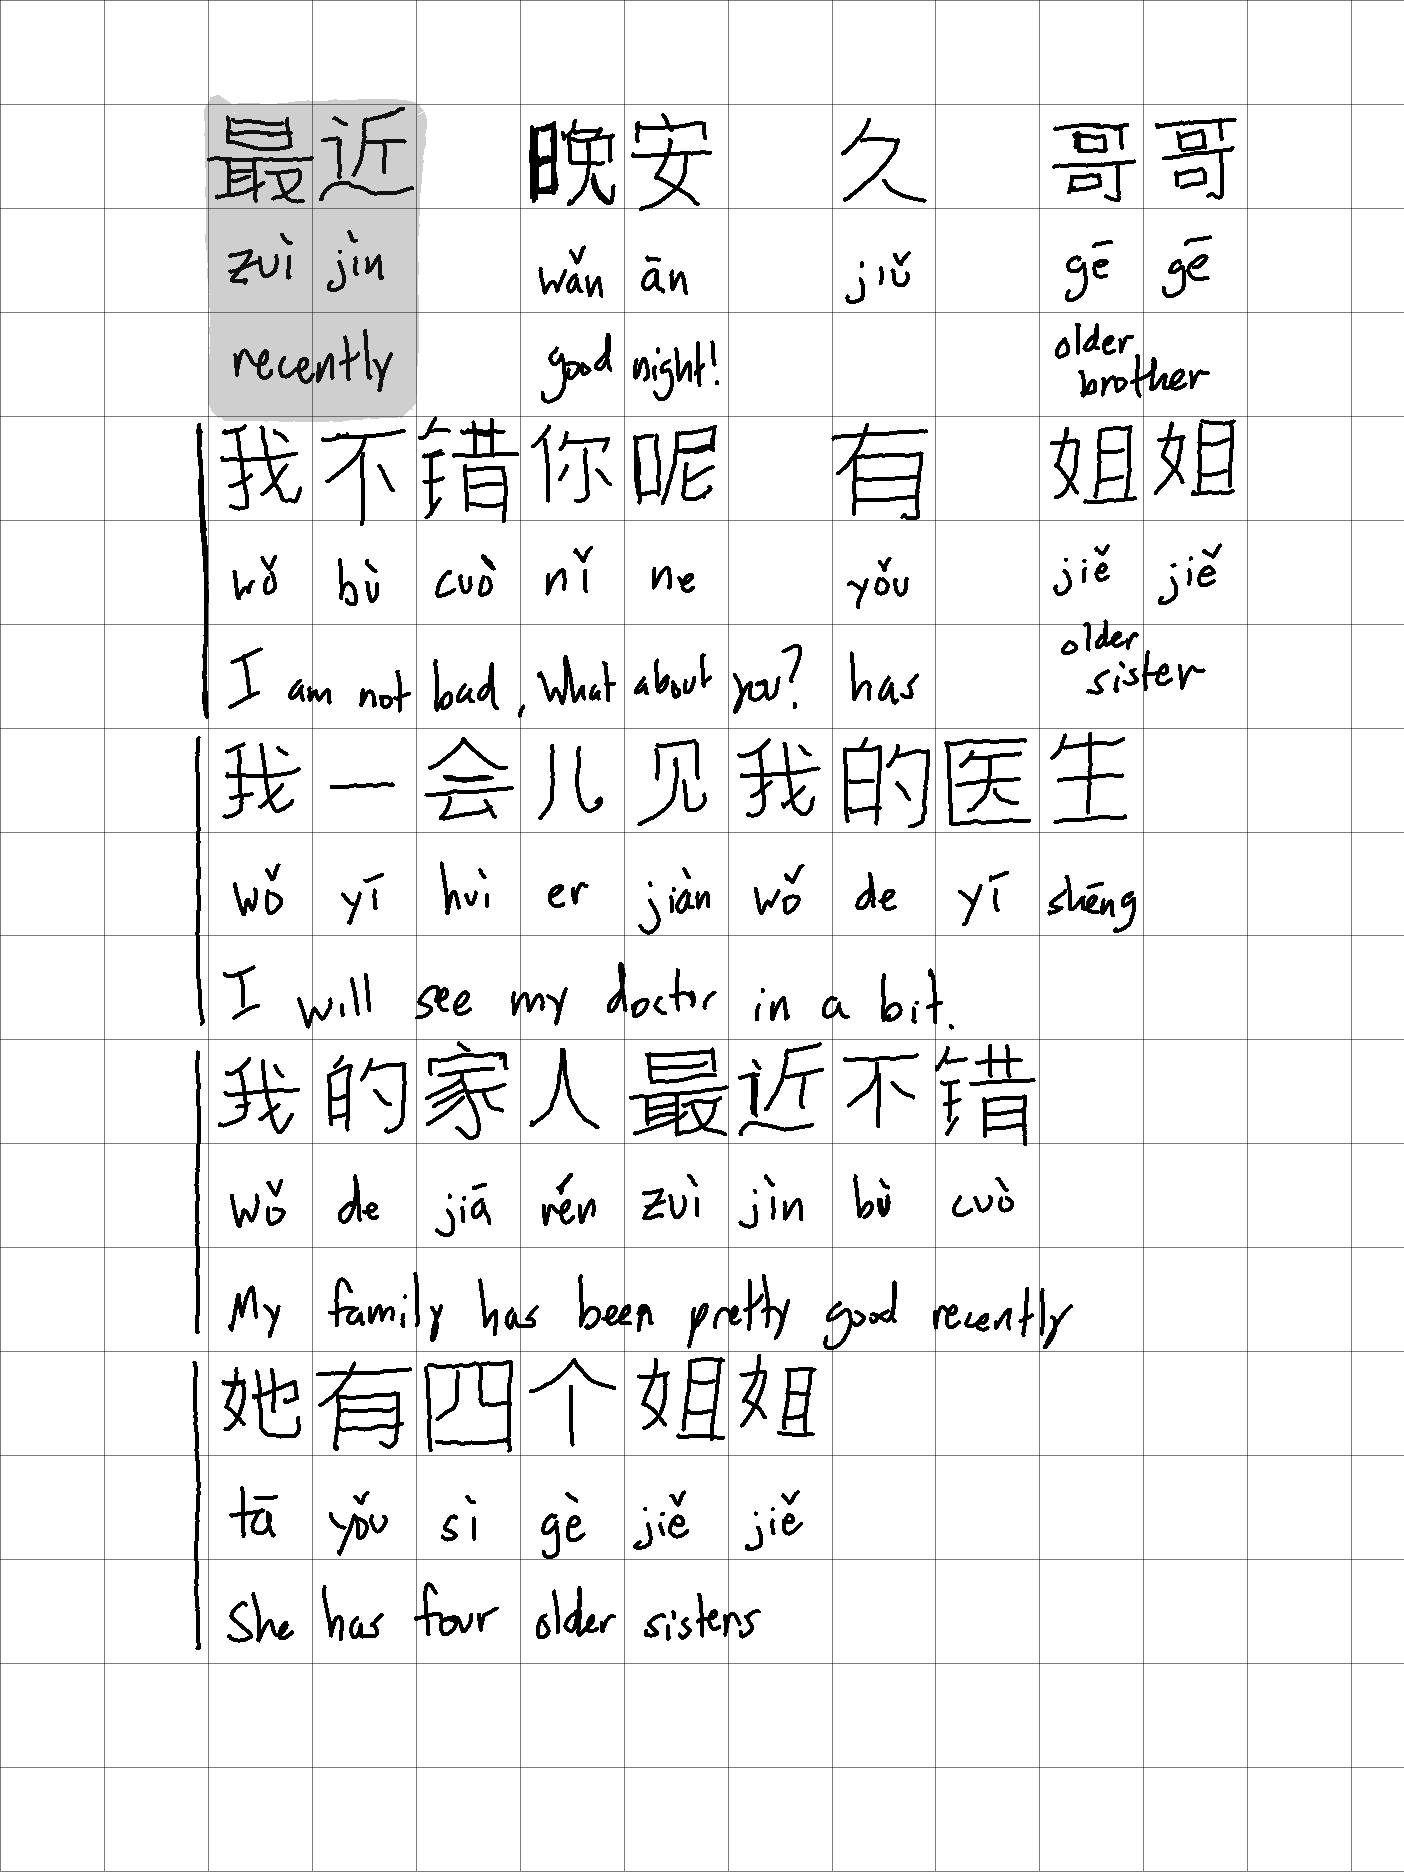 最近 晚安 久 哥哥
zuì jìn wǎn ān jiǔ gē gē
recently good night! older brother
我不错你呢 有 姐姐
wǒ bù cuò nǐ ne yǒu jiě jiě
I am not bad, What about you? has older sister
我一会儿见我的医生
wǒ yī huì er jiàn wǒ de yī shēng
I will see my doctor in a bit.
我的家人最近不错
wǒ de jiā rén zuì jìn bù cuò
My family has been pretty good recently
她有四个姐姐
tā yǒu sì gè jiě jiě
She has four older sisters